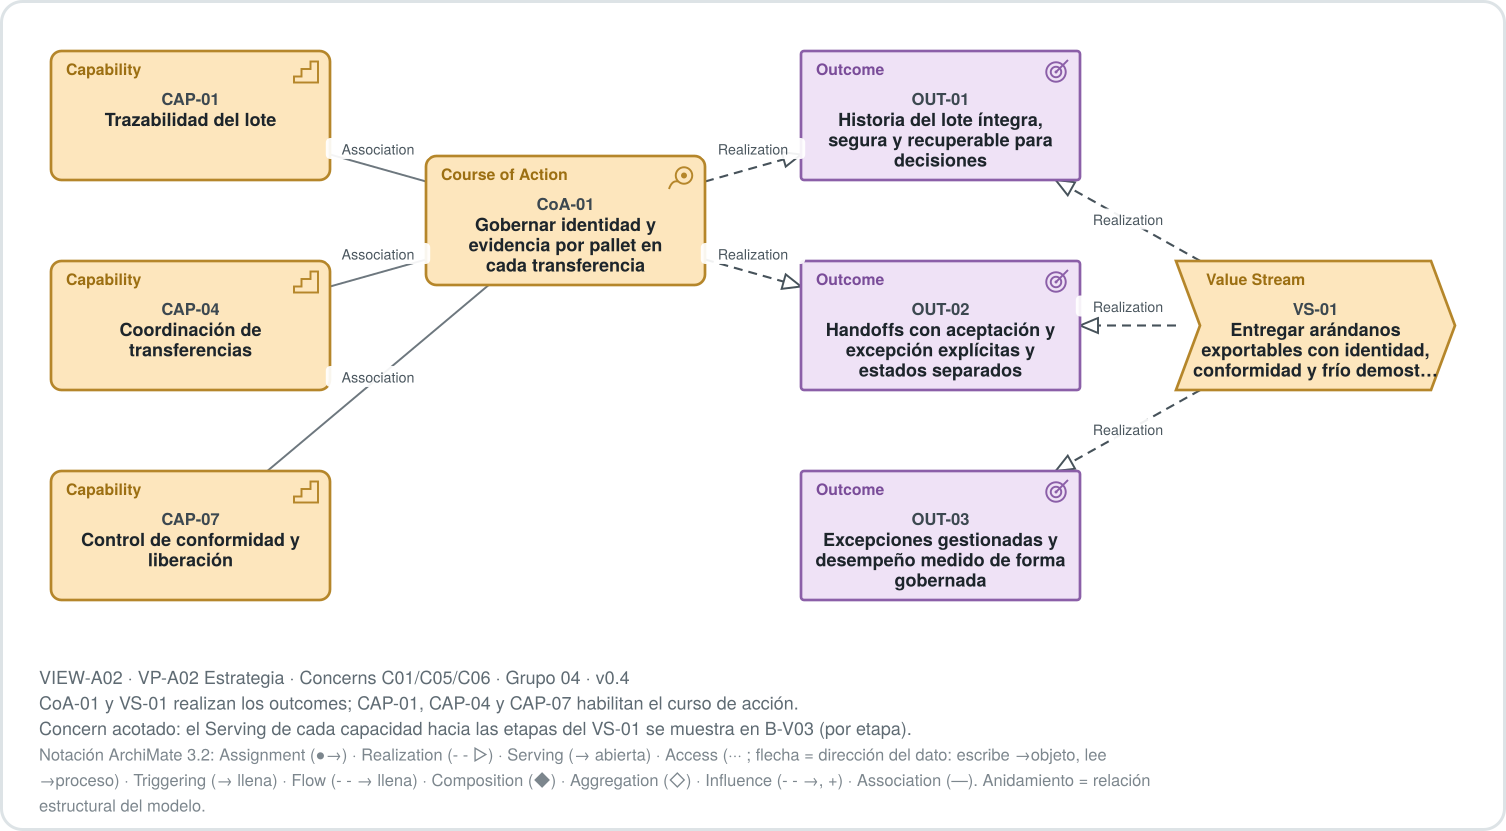 Capability
CAP-01
Trazabilidad del lote
Association
Capability
CAP-04
Coordinación de
transferencias
Association
Capability
CAP-07
Control de conformidad y
liberación
Association
Course of Action
CoA-01
Gobernar identidad y
evidencia por pallet en
cada transferencia
Realization
Realization
Outcome
OUT-01
Historia del lote íntegra,
segura y recuperable para
decisiones
Outcome
OUT-02
Handoffs con aceptación y
excepción explícitas y
estados separados
Outcome
OUT-03
Excepciones gestionadas y
desempeño medido de forma
gobernada
Realization
Realization
Realization
Value Stream
VS-01
Entregar arándanos
exportables con identidad,
conformidad y frío demost...
VIEW-A02 · VP-A02 Estrategia · Concerns C01/C05/C06 · Grupo 04 · v0.4
CoA-01 y VS-01 realizan los outcomes; CAP-01, CAP-04 y CAP-07 habilitan el curso de acción.
Concern acotado: el Serving de cada capacidad hacia las etapas del VS-01 se muestra en B-V03 (por etapa).
Notación ArchiMate 3.2: Assignment (●→) · Realization (- - ▷) · Serving (→ abierta) · Access (··· ; flecha = dirección del dato: escribe →objeto, lee
→proceso) · Triggering (→ llena) · Flow (- - → llena) · Composition (◆) · Aggregation (◇) · Influence (- - →, +) · Association (—). Anidamiento = relación
estructural del modelo.